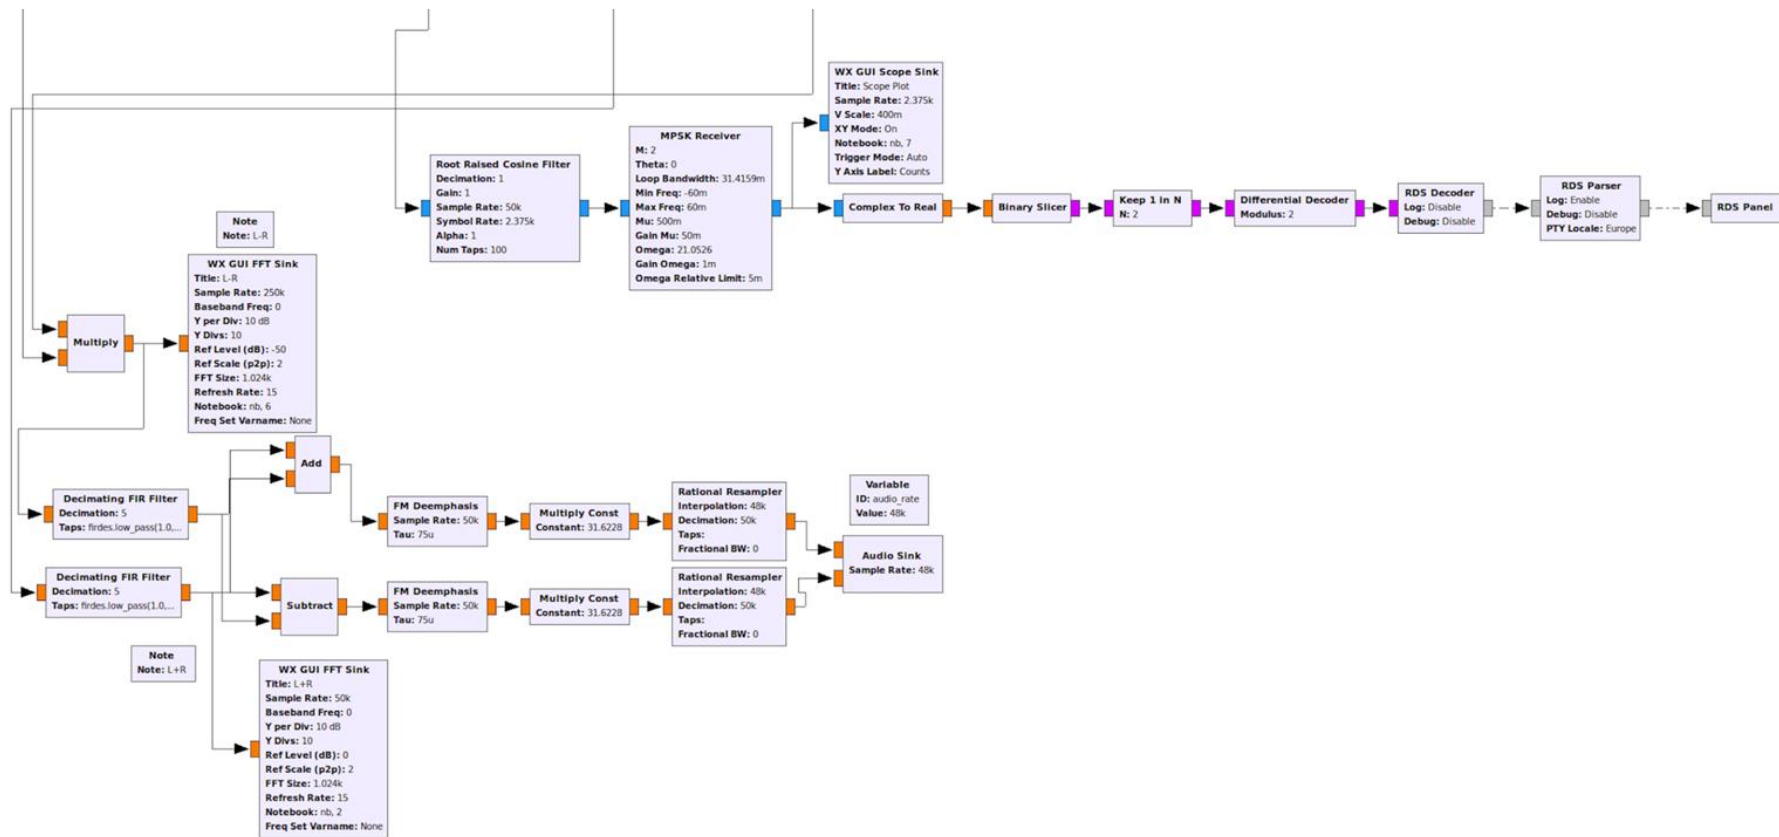 WX GUI Scope Sink
Title: Scope Plot
Sample Rate: 2.375k
V Scale: 400m
XY Mode: On
Notebook: nb, 7
Trigger Mode: Auto
Y Axis Label: Counts
Root Raised Cosine Filter
Decimation: 1
Gain: 1
Sample Rate: 50k
Symbol Rate: 2.375k
Alpha: 1
Num Taps: 100
MPSK Receiver
M: 2
Theta: 0
Loop Bandwidth: 31.4159m
Min Freq: -60m
Max Freq: 60m
Mu: 500m
Gain Mu: 50m
Omega: 21.0526
Gain Omega: 1m
Omega Relative Limit: 5m
Complex To Real
Binary Slicer
Keep 1 in N
N: 2
Differential Decoder
Modulus: 2
RDS Decoder
Log: Disable
Debug: Disable
RDS Parser
Log: Enable
Debug: Disable
PTY Locale: Europe
RDS Panel
Note
Note: L-R
WX GUI FFT Sink
Title: L-R
Sample Rate: 250k
Baseband Freq: 0
Y per Div: 10 dB
Y Divs: 10
Ref Level (dB): -50
Ref Scale (p2p): 2
FFT Size: 1.024k
Refresh Rate: 15
Notebook: nb, 6
Freq Set Varname: None
Multiply
Add
Decimating FIR Filter
Decimation: 5
Taps: firdes.low_pass(1.0,...
FM Deemphasis
Sample Rate: 50k
Tau: 75u
Multiply Const
Constant: 31.6228
Rational Resampler
Interpolation: 48k
Decimation: 50k
Taps:
Fractional BW: 0
Variable
ID: audio_rate
Value: 48k
Audio Sink
Sample Rate: 48k
Decimating FIR Filter
Decimation: 5
Taps: firdes.low_pass(1.0,...
Subtract
FM Deemphasis
Sample Rate: 50k
Tau: 75u
Multiply Const
Constant: 31.6228
Rational Resampler
Interpolation: 48k
Decimation: 50k
Taps:
Fractional BW: 0
Note
Note: L+R
WX GUI FFT Sink
Title: L+R
Sample Rate: 50k
Baseband Freq: 0
Y per Div: 10 dB
Y Divs: 10
Ref Level (dB): 0
Ref Scale (p2p): 2
FFT Size: 1.024k
Refresh Rate: 15
Notebook: nb, 2
Freq Set Varname: None